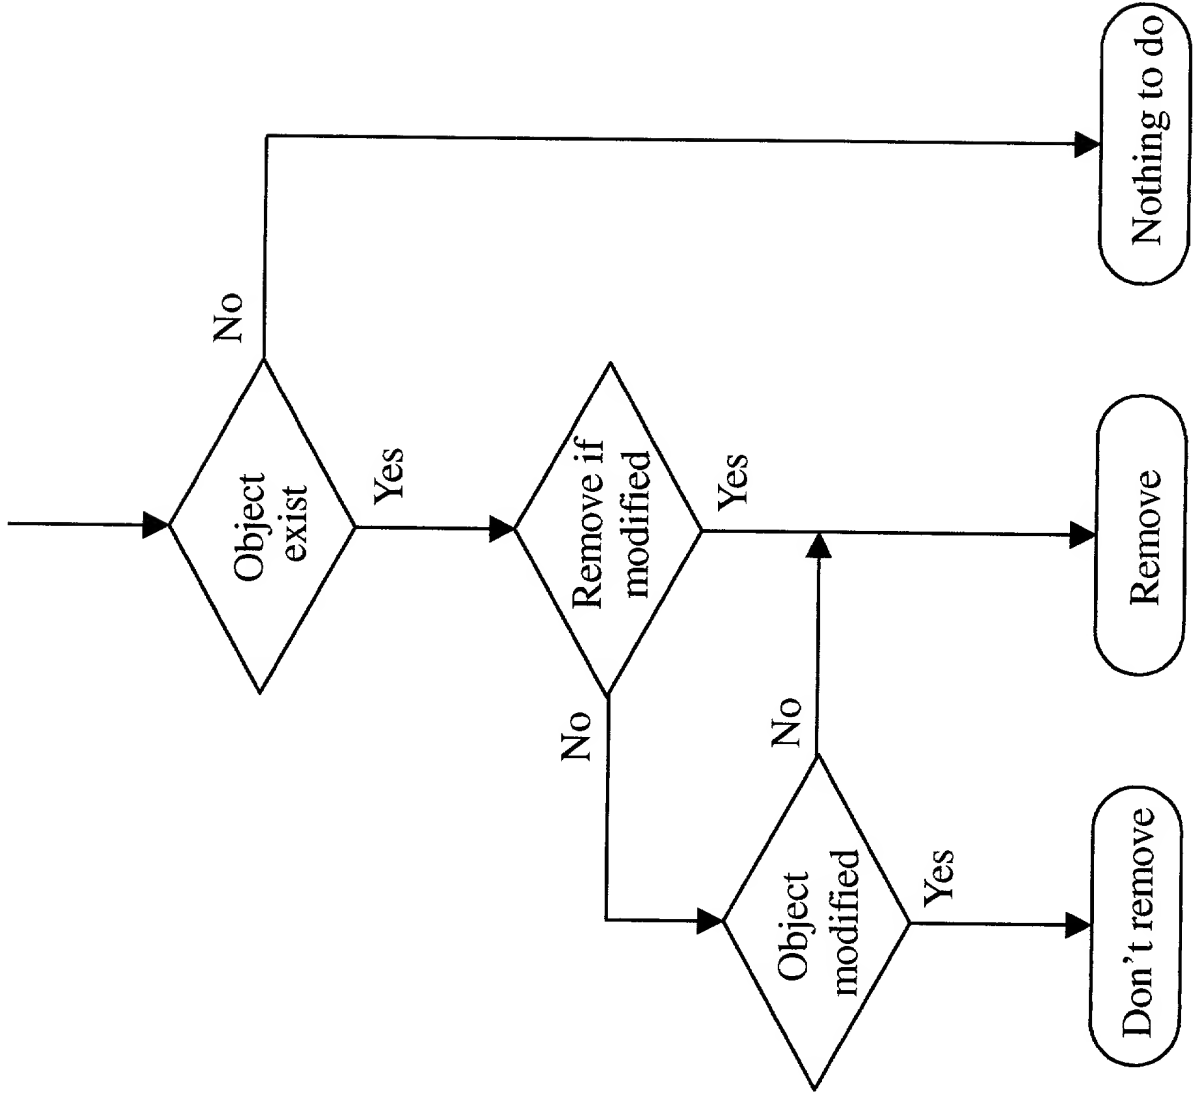 Object
exist
No
Yes
Remove if
modified
No
Yes
Object
modified
No
Yes
Don't remove
Remove
Nothing to do